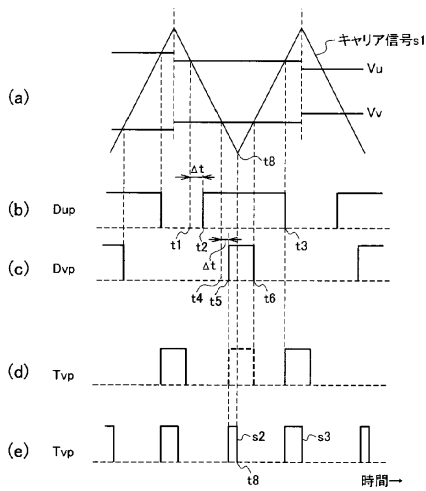 キャリア信号s1
Vu
(a)
Vv
t8
Δt
(b) Dup
t1 t2 t3
(c) Dvp
Δt
t4 t5 t6
(d) Tvp
s2 s3
(e) Tvp
t8
時間→